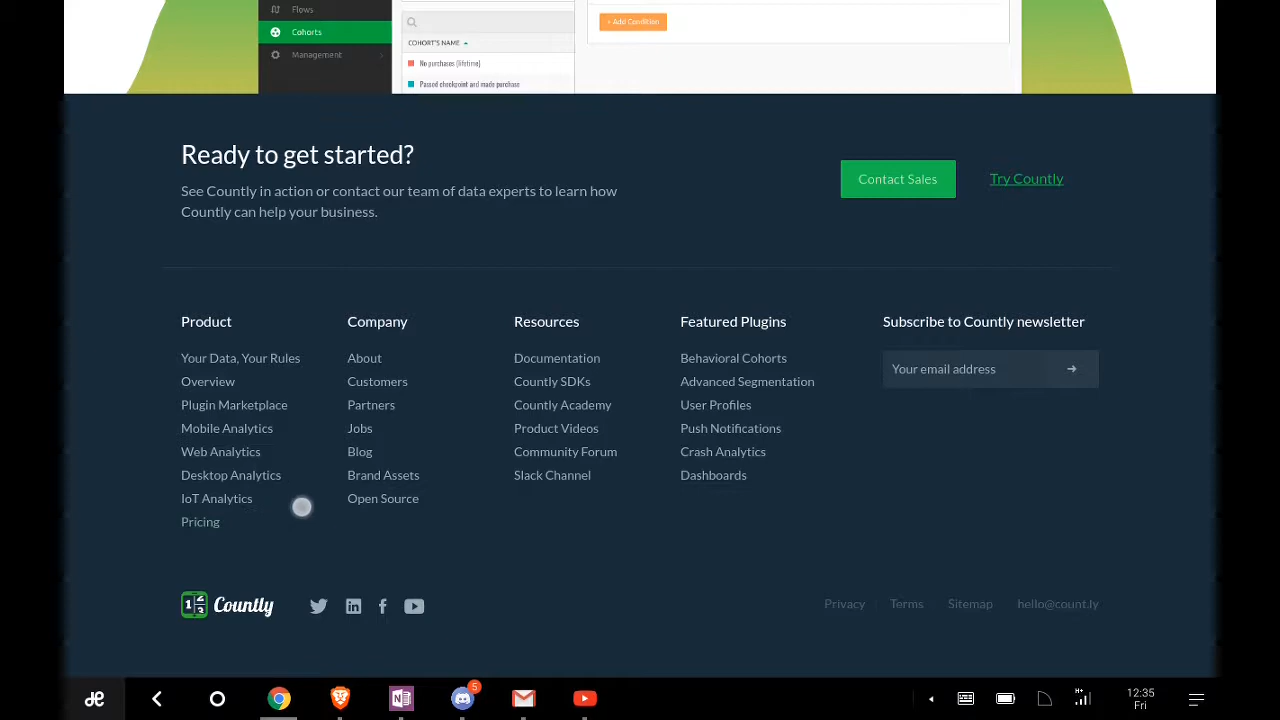 Flows
Cohorts
Management
COHORT'S NAME
No purchases (lifetime)
Passed checkpoint and made purchase
+ Add Condition
Ready to get started?
See Countly in action or contact our team of data experts to learn how
Countly can help your business.
Contact Sales
Try Countly
Product
Your Data, Your Rules
Overview
Plugin Marketplace
Mobile Analytics
Web Analytics
Desktop Analytics
IoT Analytics
Pricing
Company
About
Customers
Partners
Jobs
Blog
Brand Assets
Open Source
Resources
Documentation
Countly SDKs
Countly Academy
Product Videos
Community Forum
Slack Channel
Featured Plugins
Behavioral Cohorts
Advanced Segmentation
User Profiles
Push Notifications
Crash Analytics
Dashboards
Subscribe to Countly newsletter
Your email address
Countly
Privacy
Terms
Sitemap
hello@count.ly
5
H+
12:35
Fri